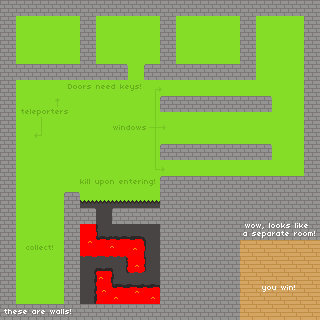 Doors need keys!
teleporters
windows
kill upon entering!
wow, looks like
a separate room!
collect!
you win!
these are walls!